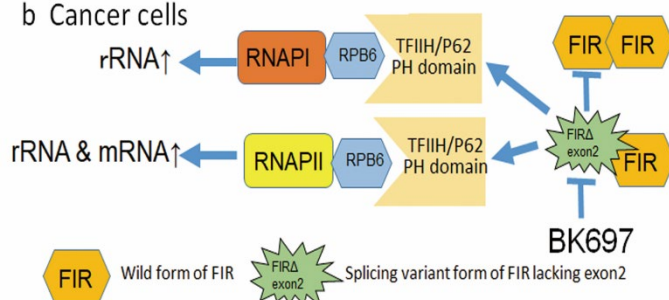 b Cancer cells
rRNA↑
RNAPI
RPB6
TFIIH/P62
PH domain
FIR
FIR
FIRΔ
exon2
FIR
rRNA & mRNA↑
RNAPII
RPB6
TFIIH/P62
PH domain
BK697
FIR
Wild form of FIR
FIRΔ
exon2
Splicing variant form of FIR lacking exon2